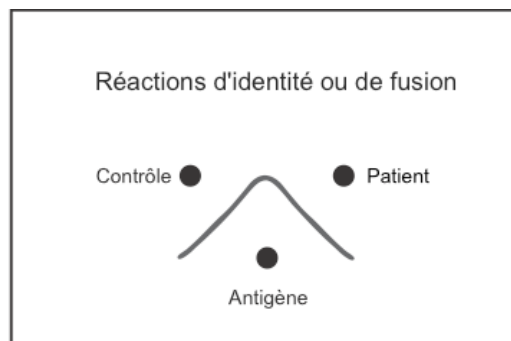 Réactions d'identité ou de fusion
Contrôle
Patient
Antigène